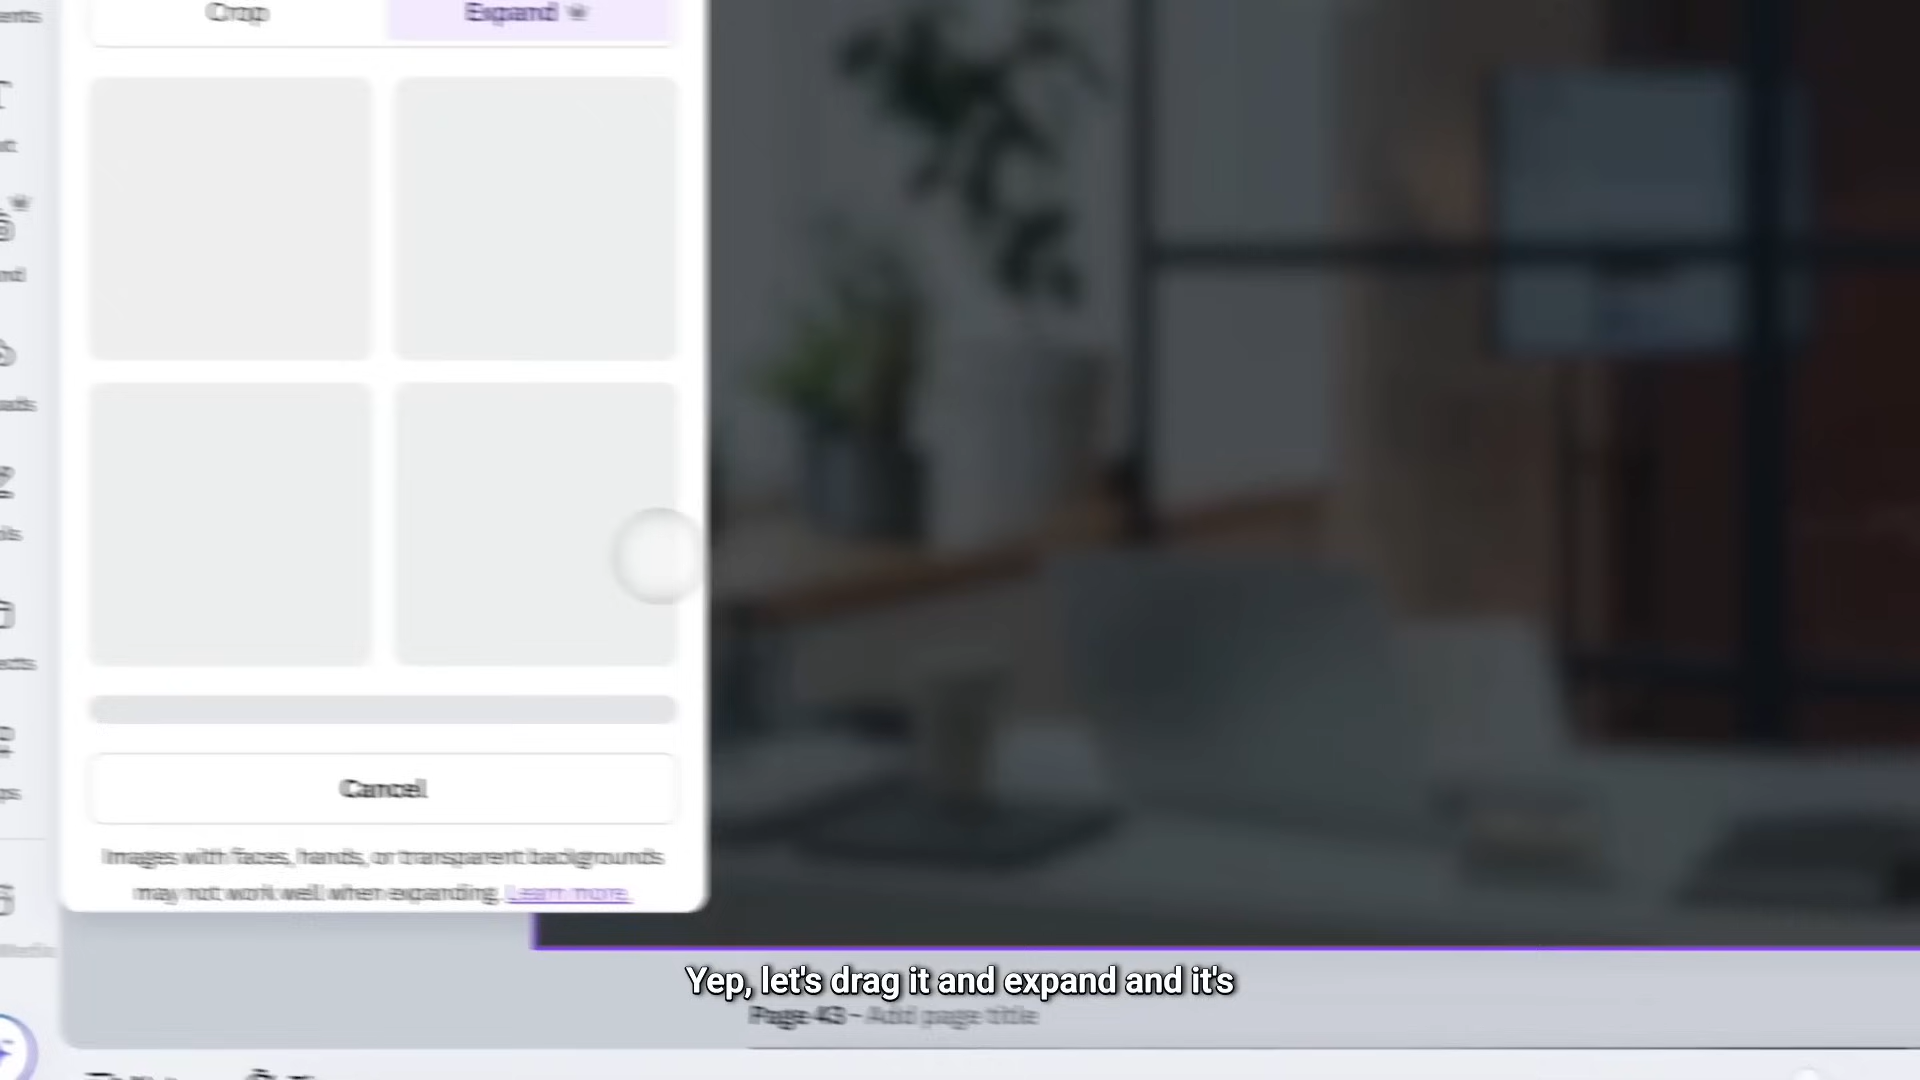 Crop
Expand
Cancel
Images with faces, hands, or transparent backgrounds
may not work well when expanding. Learn more.
Yep, let's drag it and expand and it's
Page 43 - Add page title